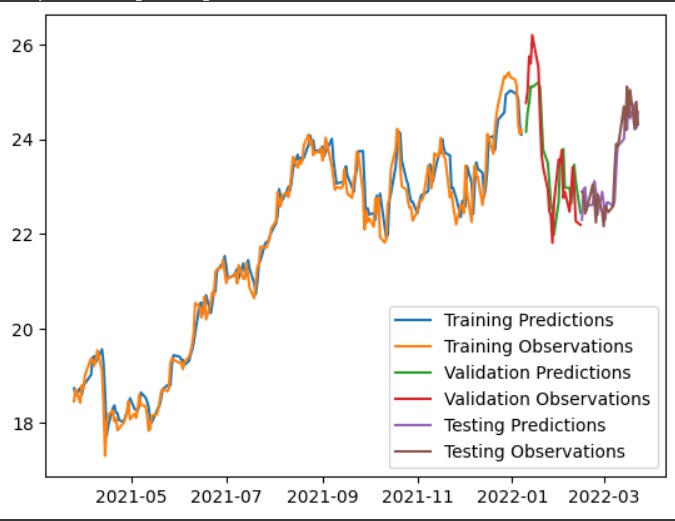 26
24
22
20
18
Training Predictions
Training Observations
Validation Predictions
Validation Observations
Testing Predictions
Testing Observations
2021-05 2021-07 2021-09 2021-11 2022-01 2022-03